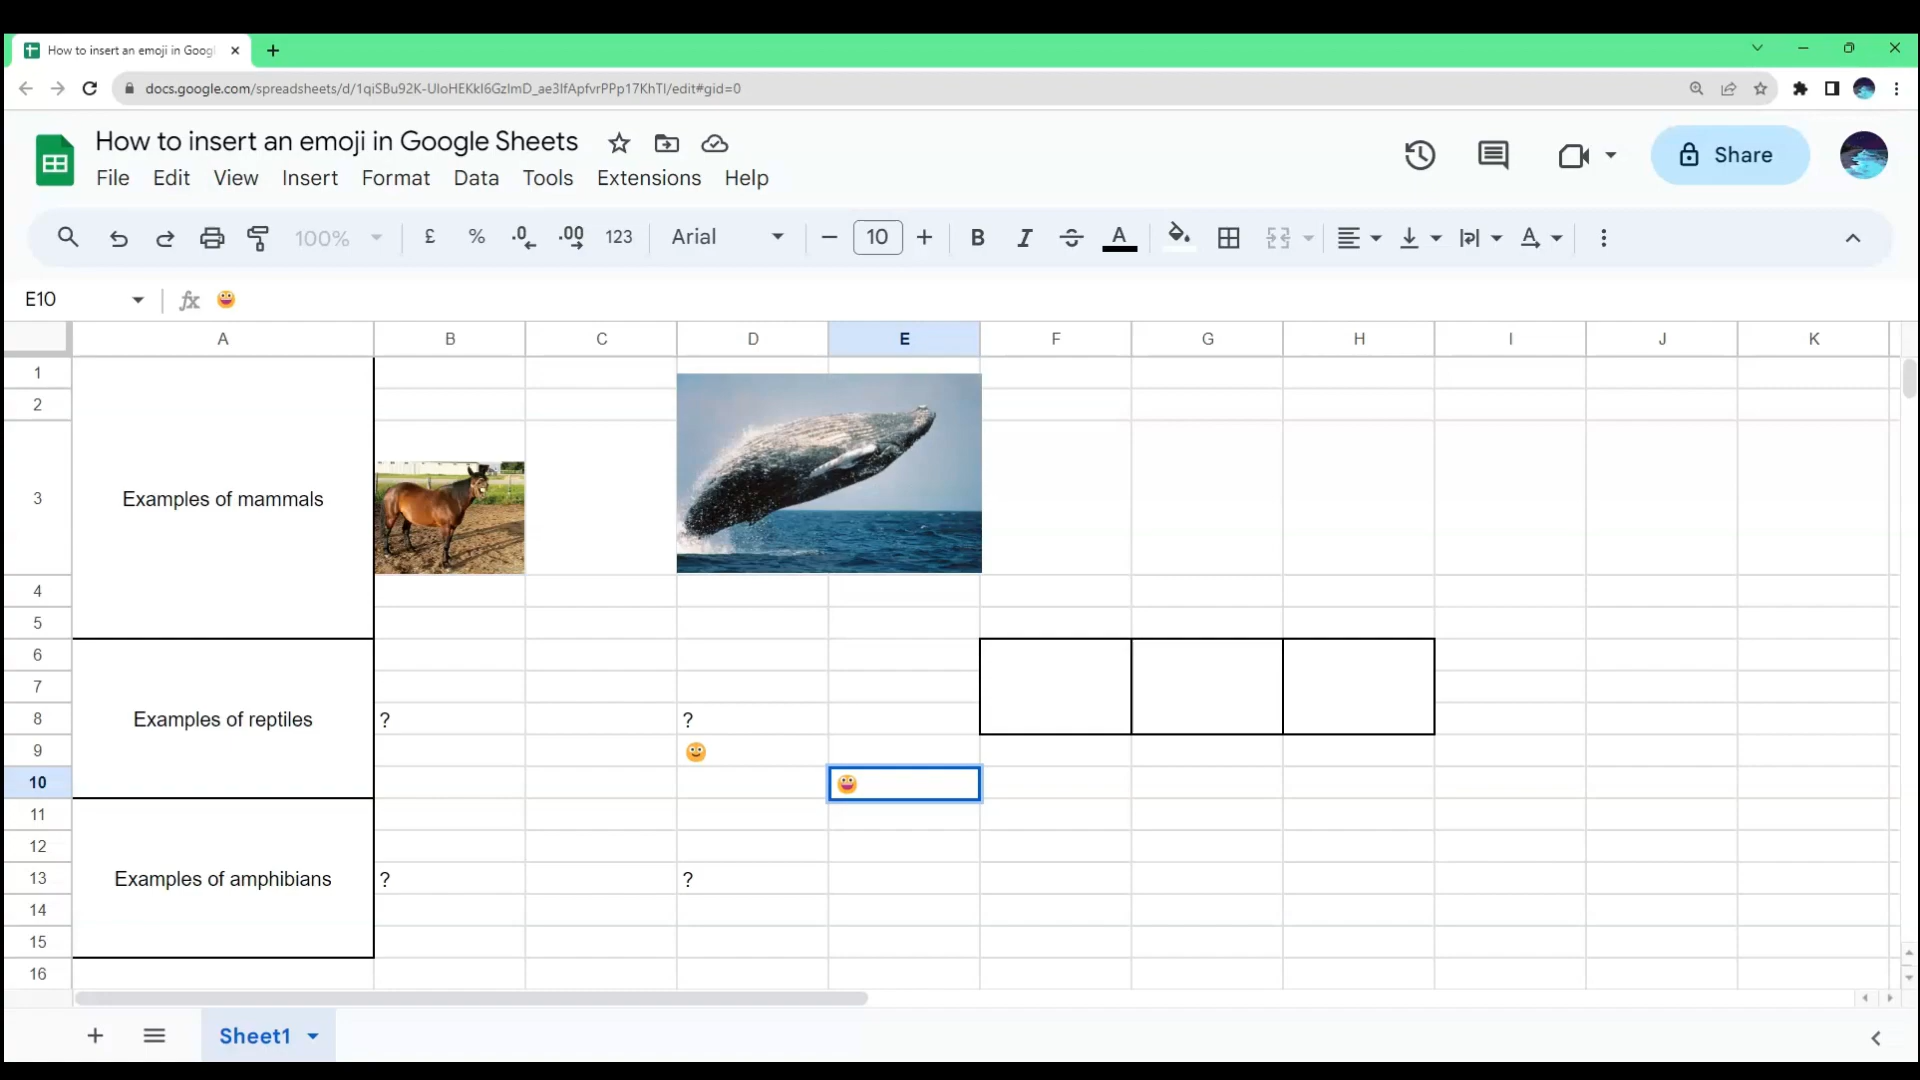 How to insert an emoji in Goog
docs.google.com/spreadsheets/d/1qiSBu92K-UIoHEKkI6GzImD_ae3IfApfvrPPp17KhTI/edit#gid=0
How to insert an emoji in Google Sheets
File Edit View Insert Format Data Tools Extensions Help
Share
100% £ % .0 .00 123 Arial 10 B I S A
E10 fx 😀
A B C D E F G H I J K
1
2
3 Examples of mammals
4
5
6
7
8 Examples of reptiles ? ?
9 🙂
10 😀
11
12
13 Examples of amphibians ? ?
14
15
16
Sheet1